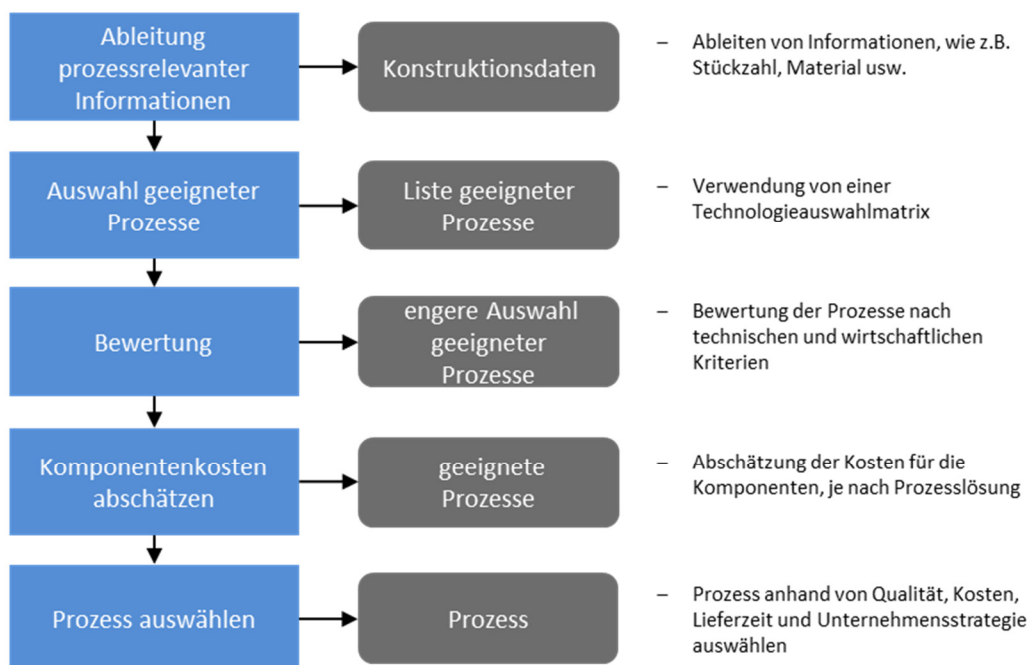 Ableitung
prozessrelevanter
Informationen
Konstruktionsdaten
– Ableiten von Informationen, wie z.B.
Stückzahl, Material usw.
Auswahl geeigneter
Prozesse
Liste geeigneter
Prozesse
– Verwendung von einer
Technologieauswahlmatrix
Bewertung
engere Auswahl
geeigneter
Prozesse
– Bewertung der Prozesse nach
technischen und wirtschaftlichen
Kriterien
Komponentenkosten
abschätzen
geeignete
Prozesse
– Abschätzung der Kosten für die
Komponenten, je nach Prozesslösung
Prozess auswählen
Prozess
– Prozess anhand von Qualität, Kosten,
Lieferzeit und Unternehmensstrategie
auswählen